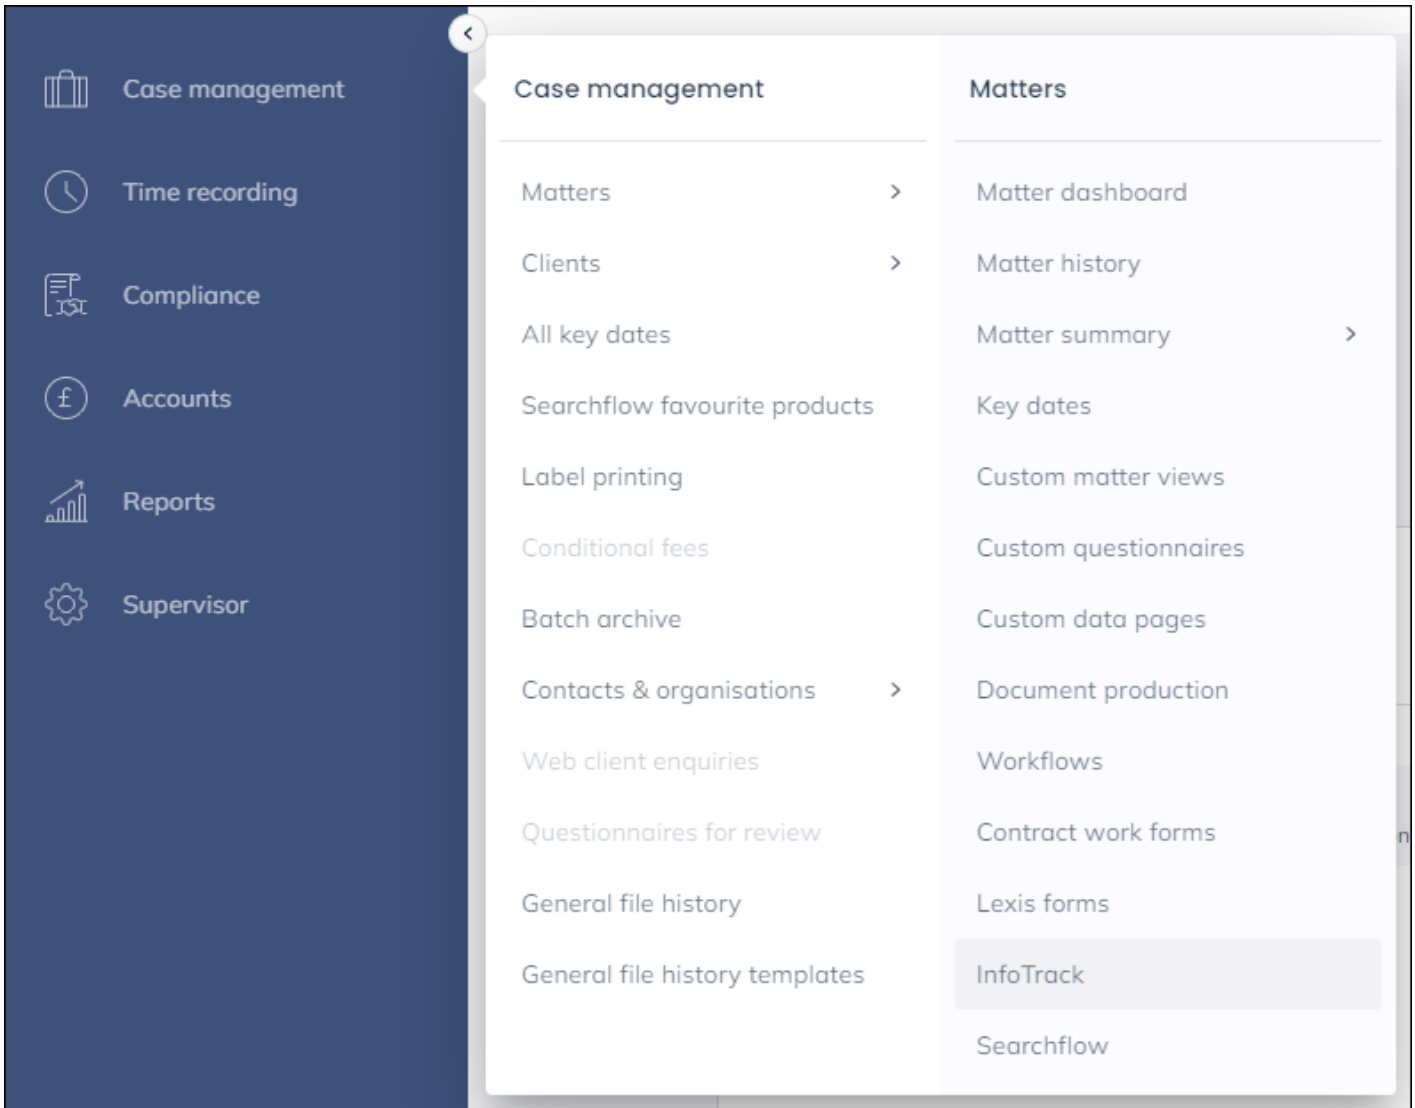 Case management
Time recording
Compliance
Accounts
Reports
Supervisor
Case management
Matters
Clients
All key dates
Searchflow favourite products
Label printing
Conditional fees
Batch archive
Contacts & organisations
Web client enquiries
Questionnaires for review
General file history
General file history templates
Matters
Matter dashboard
Matter history
Matter summary
Key dates
Custom matter views
Custom questionnaires
Custom data pages
Document production
Workflows
Contract work forms
Lexis forms
InfoTrack
Searchflow